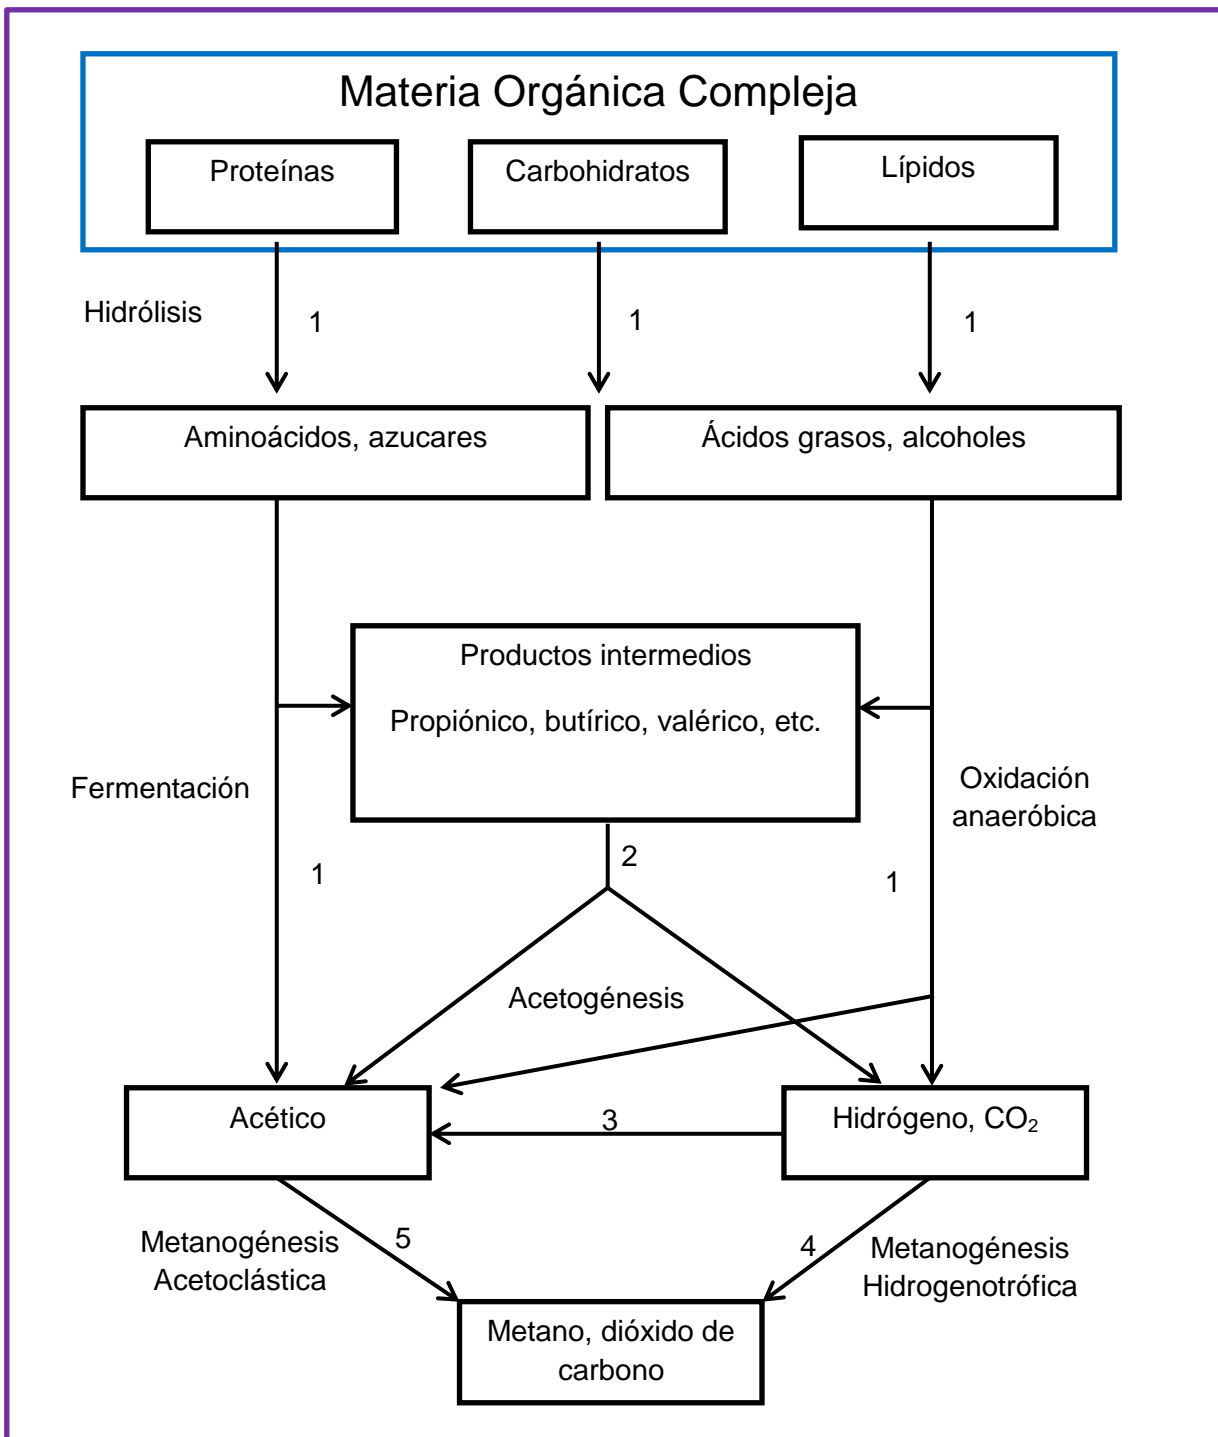 Materia Orgánica Compleja
Proteínas
Carbohidratos
Lípidos
Hidrólisis
1
1
1
Aminoácidos, azucares
Ácidos grasos, alcoholes
Productos intermedios
Propiónico, butírico, valérico, etc.
Fermentación
Oxidación
anaeróbica
2
1
1
Acetogénesis
Acético
3
Hidrógeno, CO₂
Metanogénesis
Acetoclástica
5
4
Metanogénesis
Hidrogenotrófica
Metano, dióxido de
carbono